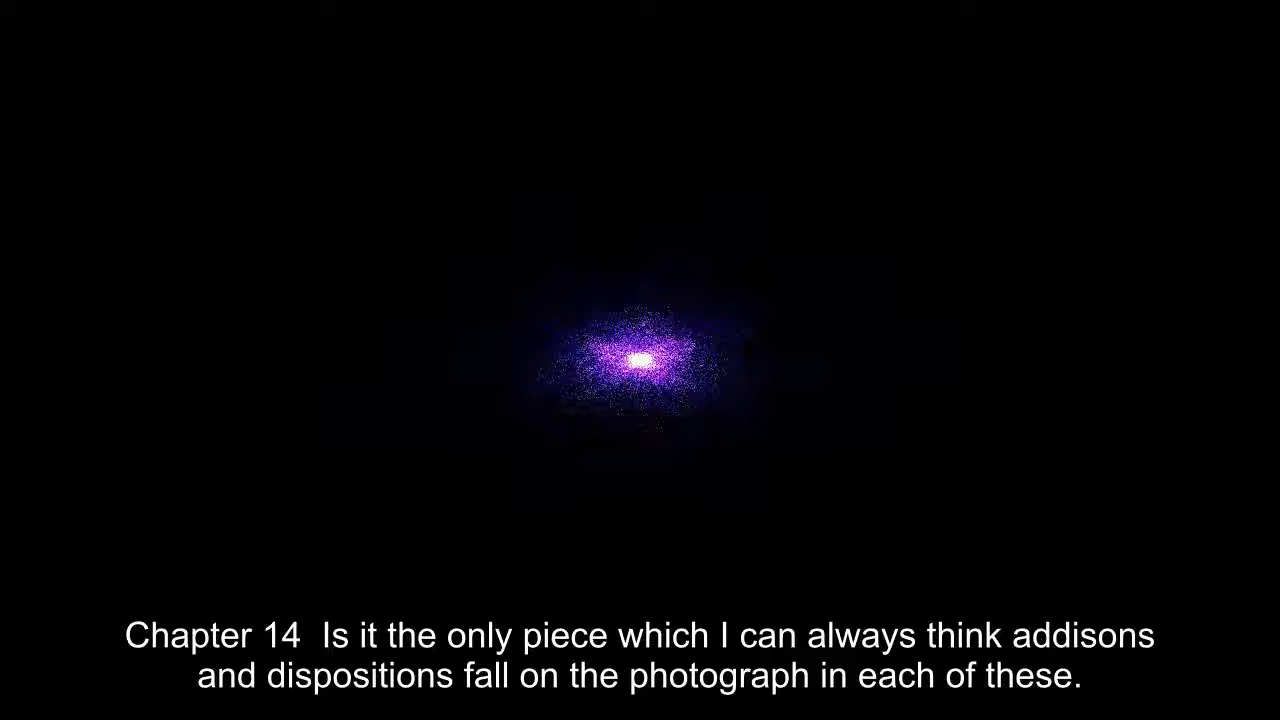 Chapter 14  Is it the only piece which I can always think addisons
and dispositions fall on the photograph in each of these.